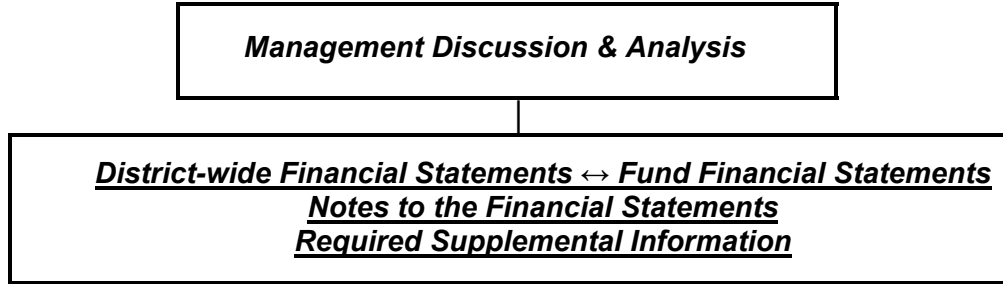 Management Discussion & Analysis
District-wide Financial Statements ↔ Fund Financial Statements
Notes to the Financial Statements
Required Supplemental Information